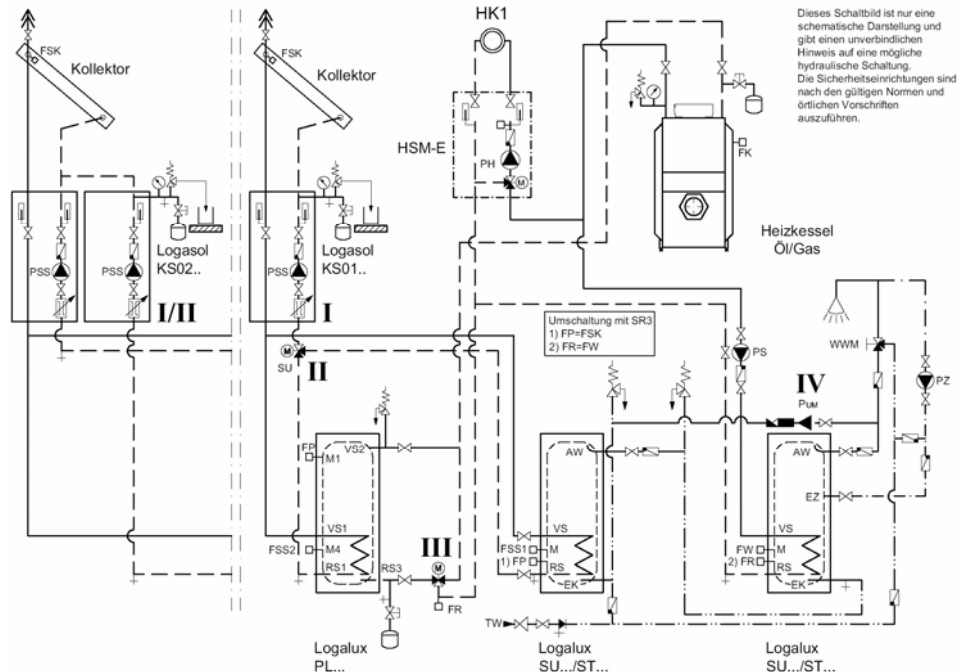 HK1
Dieses Schaltbild ist nur eine
schematische Darstellung und
gibt einen unverbindlichen
Hinweis auf eine mögliche
hydraulische Schaltung.
Die Sicherheitseinrichtungen sind
nach den gültigen Normen und
örtlichen Vorschriften
auszuführen.
FSK
Kollektor
FSK
Kollektor
HSM-E
PH
M
FK
Heizkessel
Öl/Gas
Logasol
KS02..
Logasol
KS01..
PSS
PSS
PSS
I/II
I
Umschaltung mit SR3
1) FP=FSK
2) FR=FW
M
SU
II
PS
WWM
PZ
IV
PUM
FP
M1
VS2
AW
AW
EZ
VS1
FSS2
M4
RS1
RS3
III
M
FR
VS
FSS1
M
1) FP
RS
EK
VS
FW
M
2) FR
RS
EK
TW
Logalux
PL...
Logalux
SU.../ST...
Logalux
SU.../ST...